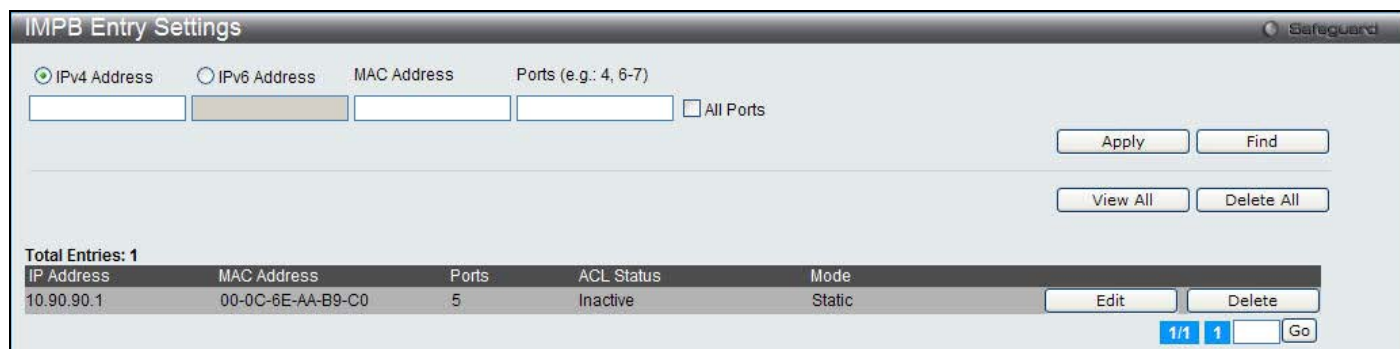 IMPB Entry Settings
Safeguard
IPv4 Address IPv6 Address MAC Address Ports (e.g.: 4, 6-7)
All Ports
Apply Find
View All Delete All
Total Entries: 1
IP Address MAC Address Ports ACL Status Mode
10.90.90.1 00-0C-6E-AA-B9-C0 5 Inactive Static Edit Delete
1/1 1 Go